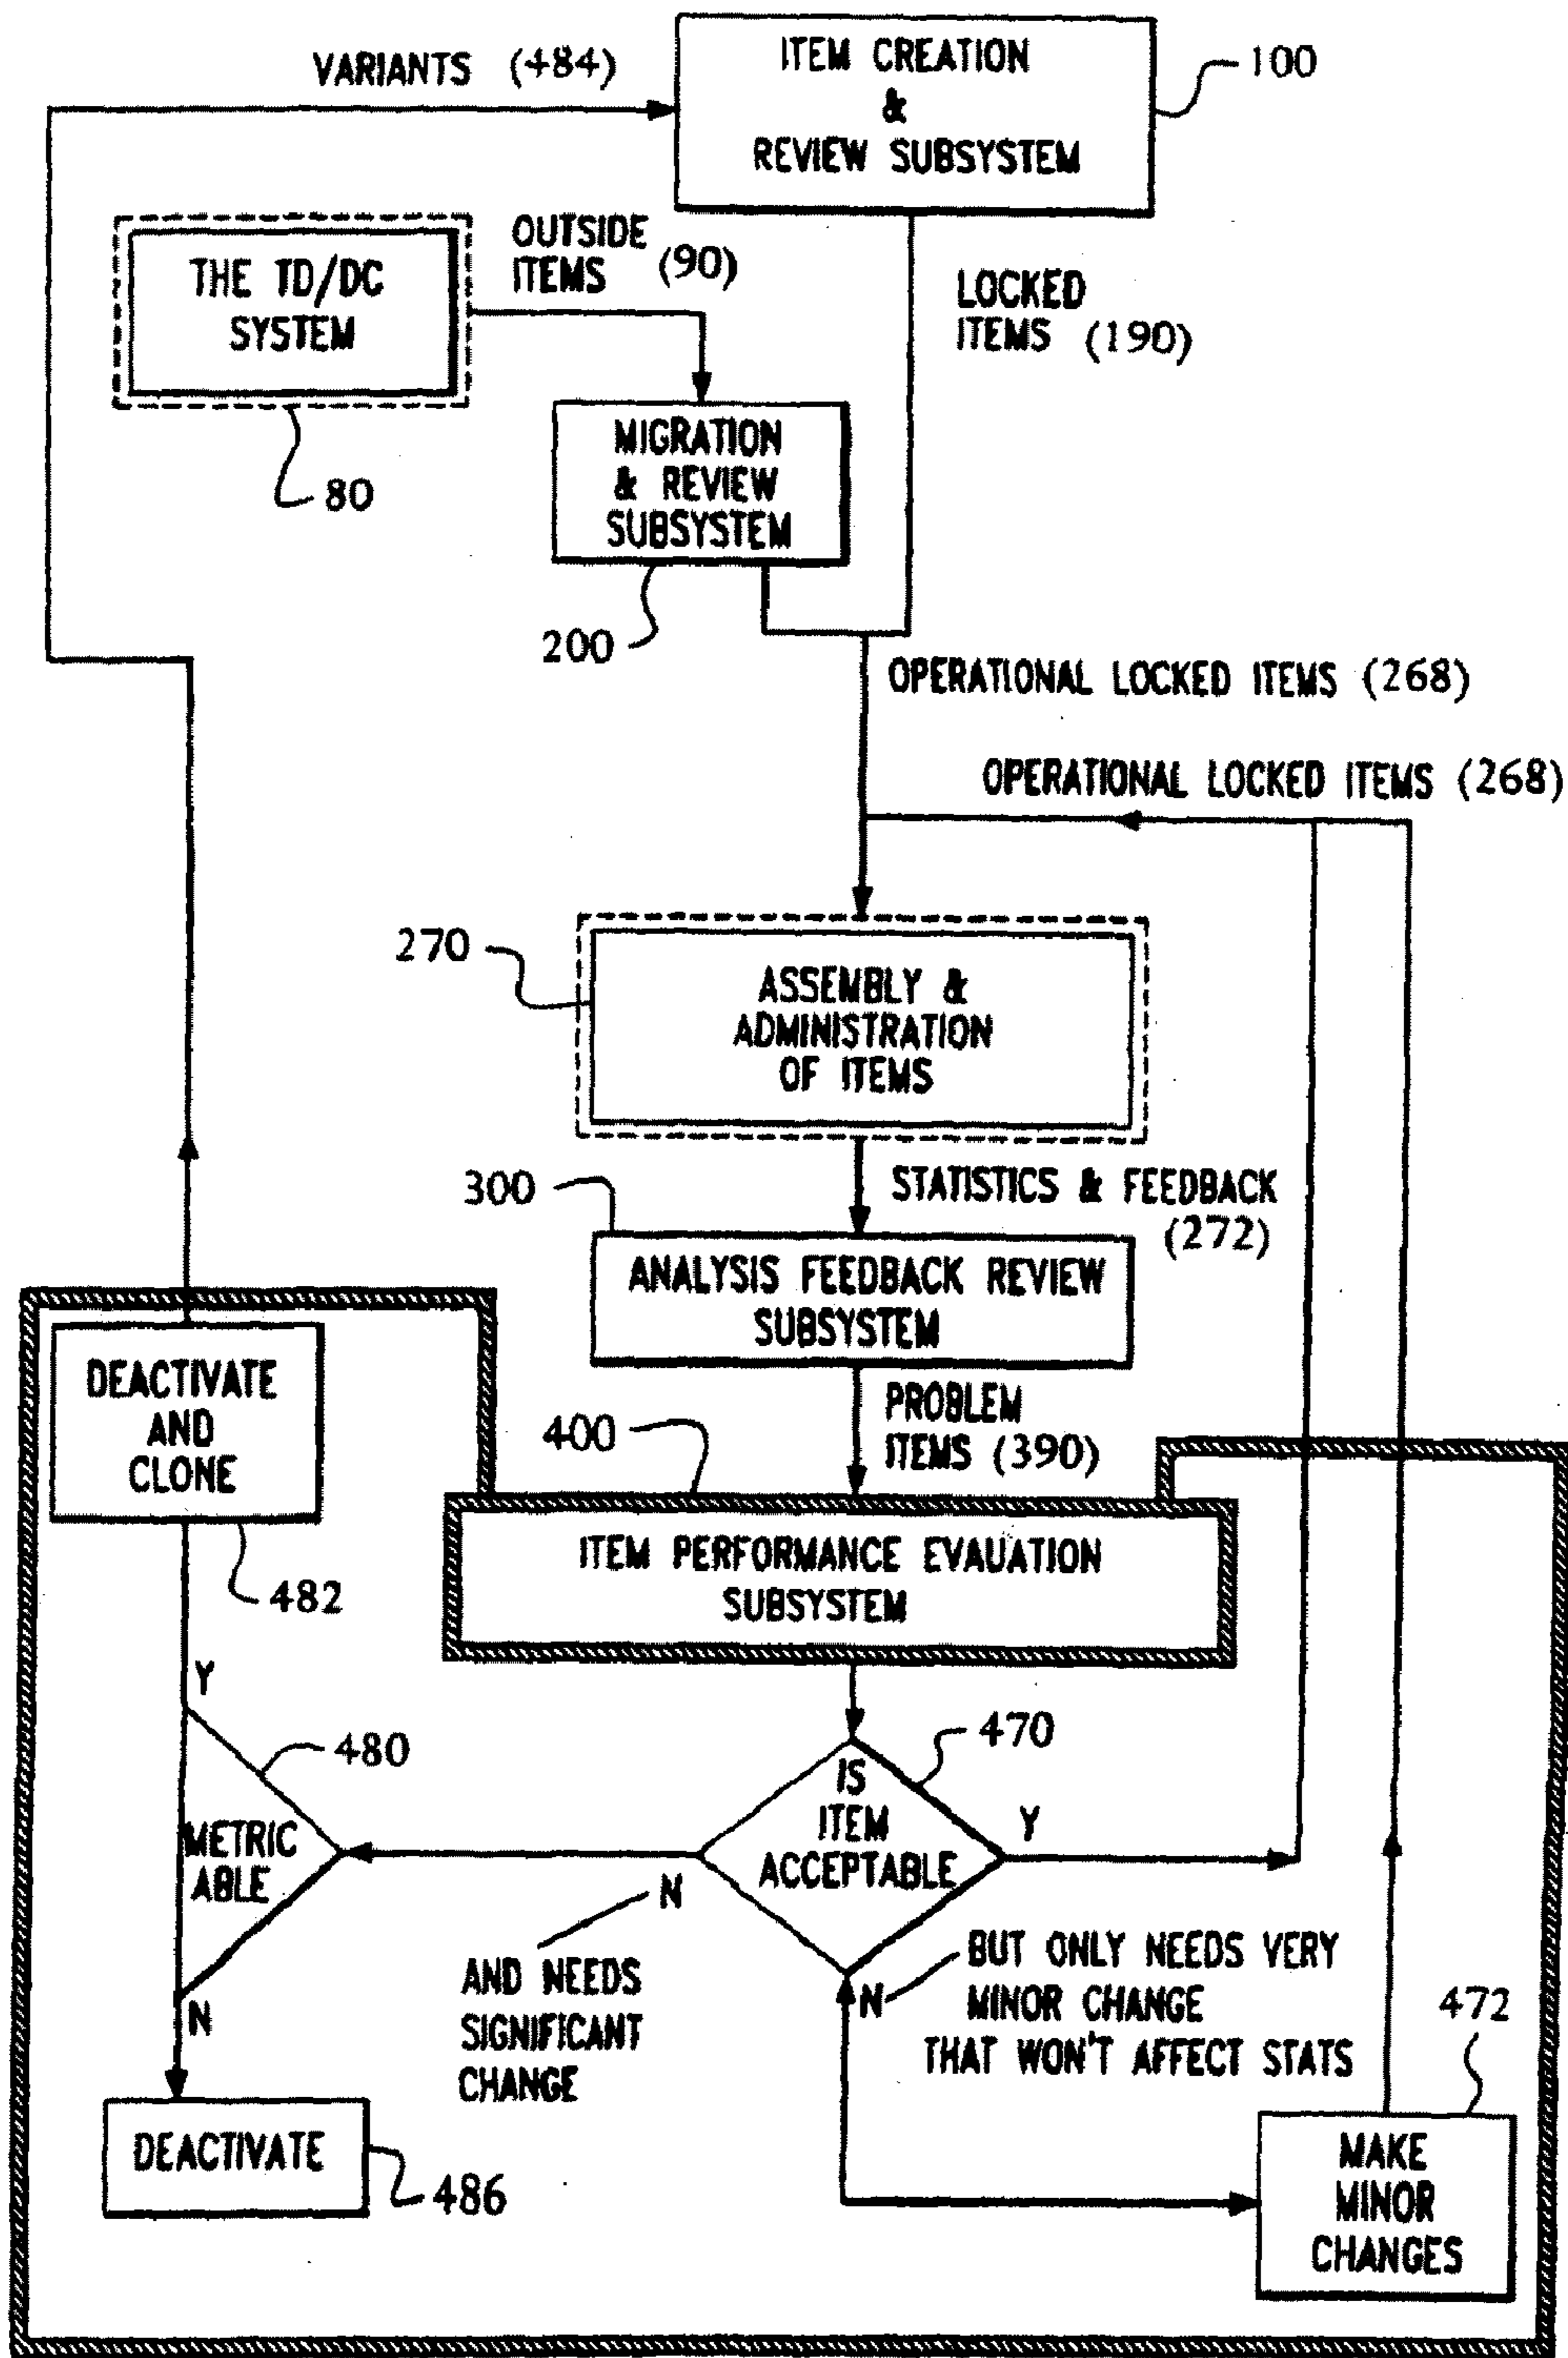 VARIANTS (484)
ITEM CREATION
&
REVIEW SUBSYSTEM
100
THE TD/DC
SYSTEM
80
OUTSIDE
ITEMS (90)
LOCKED
ITEMS (190)
MIGRATION
& REVIEW
SUBSYSTEM
200
OPERATIONAL LOCKED ITEMS (268)
OPERATIONAL LOCKED ITEMS (268)
270
ASSEMBLY &
ADMINISTRATION
OF ITEMS
STATISTICS & FEEDBACK
(272)
300
ANALYSIS FEEDBACK REVIEW
SUBSYSTEM
PROBLEM
ITEMS (390)
400
DEACTIVATE
AND
CLONE
482
ITEM PERFORMANCE EVAUATION
SUBSYSTEM
Y
480
METRIC
ABLE
N
470
IS
ITEM
ACCEPTABLE
Y
N
AND NEEDS
SIGNIFICANT
CHANGE
N
BUT ONLY NEEDS VERY
MINOR CHANGE
THAT WON'T AFFECT STATS
472
DEACTIVATE
486
MAKE
MINOR
CHANGES